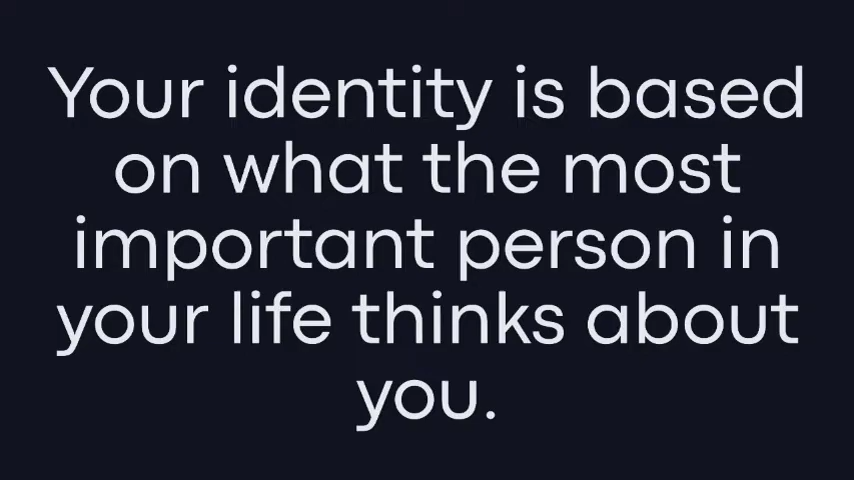 Your identity is based
on what the most
important person in
your life thinks about
you.